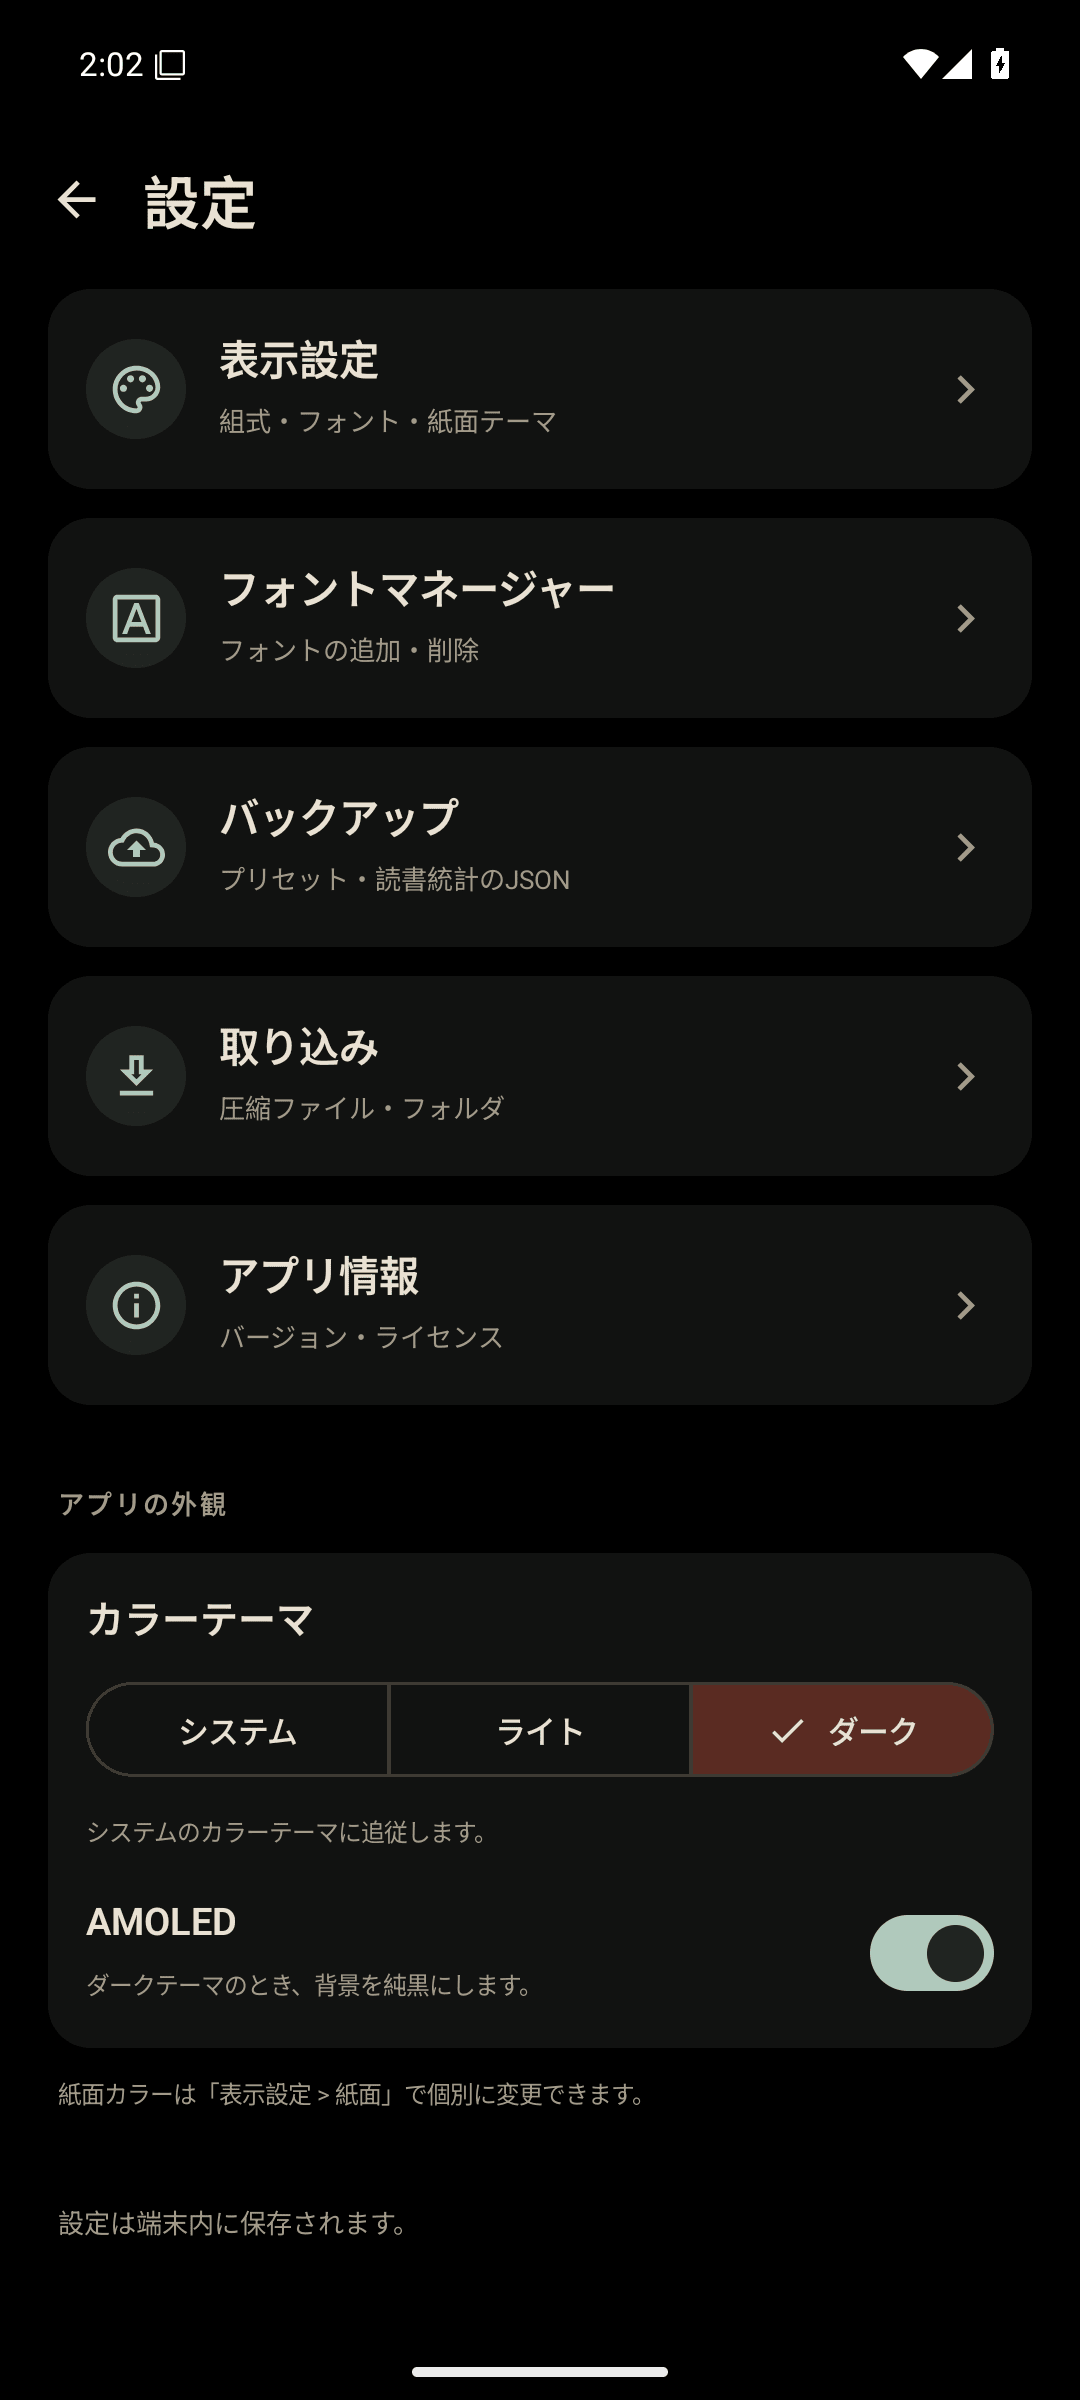 2:02
設定
表示設定
組式・フォント・紙面テーマ
フォントマネージャー
フォントの追加・削除
バックアップ
プリセット・読書統計のJSON
取り込み
圧縮ファイル・フォルダ
アプリ情報
バージョン・ライセンス
アプリの外観
カラーテーマ
システム ライト ダーク
システムのカラーテーマに追従します。
AMOLED
ダークテーマのとき、背景を純黒にします。
紙面カラーは「表示設定 > 紙面」で個別に変更できます。
設定は端末内に保存されます。